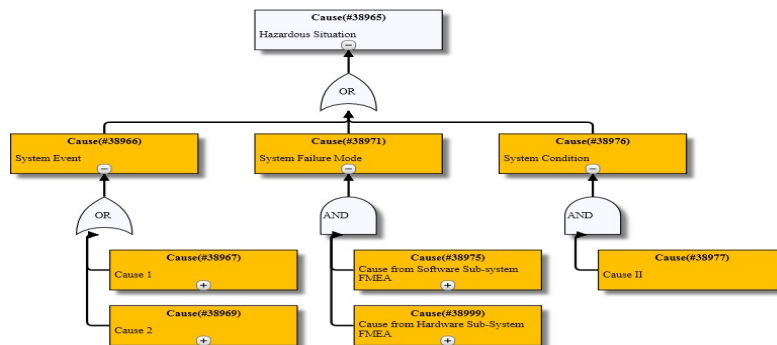 Cause(#38965)
Hazardous Situation
OR
Cause(#38966)
System Event
Cause(#38971)
System Failure Mode
Cause(#38976)
System Condition
OR
AND
AND
Cause(#38967)
Cause 1
Cause(#38975)
Cause from Software Sub-system
FMEA
Cause(#38977)
Cause II
Cause(#38969)
Cause 2
Cause(#38999)
Cause from Hardware Sub-System
FMEA